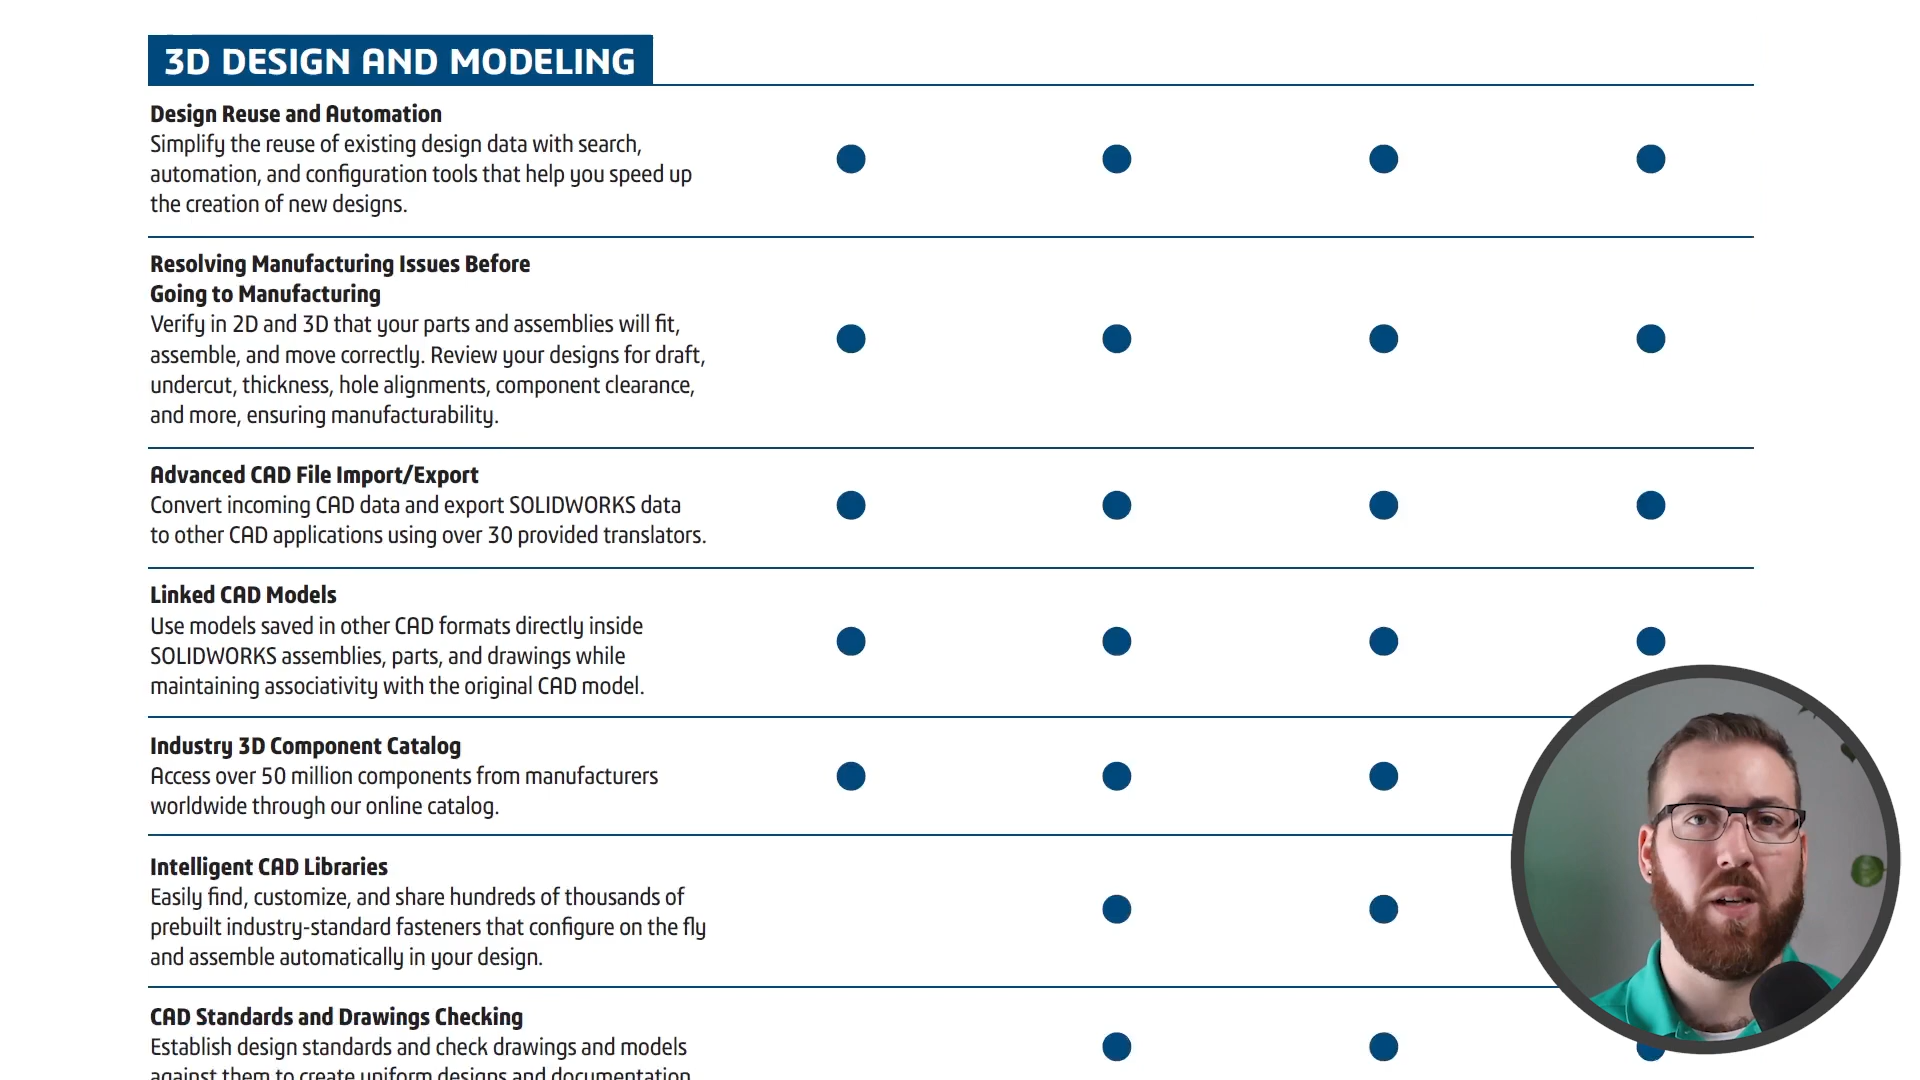 3D DESIGN AND MODELING
Design Reuse and Automation
Simplify the reuse of existing design data with search,
automation, and configuration tools that help you speed up
the creation of new designs.
Resolving Manufacturing Issues Before
Going to Manufacturing
Verify in 2D and 3D that your parts and assemblies will fit,
assemble, and move correctly. Review your designs for draft,
undercut, thickness, hole alignments, component clearance,
and more, ensuring manufacturability.
Advanced CAD File Import/Export
Convert incoming CAD data and export SOLIDWORKS data
to other CAD applications using over 30 provided translators.
Linked CAD Models
Use models saved in other CAD formats directly inside
SOLIDWORKS assemblies, parts, and drawings while
maintaining associativity with the original CAD model.
Industry 3D Component Catalog
Access over 50 million components from manufacturers
worldwide through our online catalog.
Intelligent CAD Libraries
Easily find, customize, and share hundreds of thousands of
prebuilt industry-standard fasteners that configure on the fly
and assemble automatically in your design.
CAD Standards and Drawings Checking
Establish design standards and check drawings and models
against them to create uniform designs and documentation